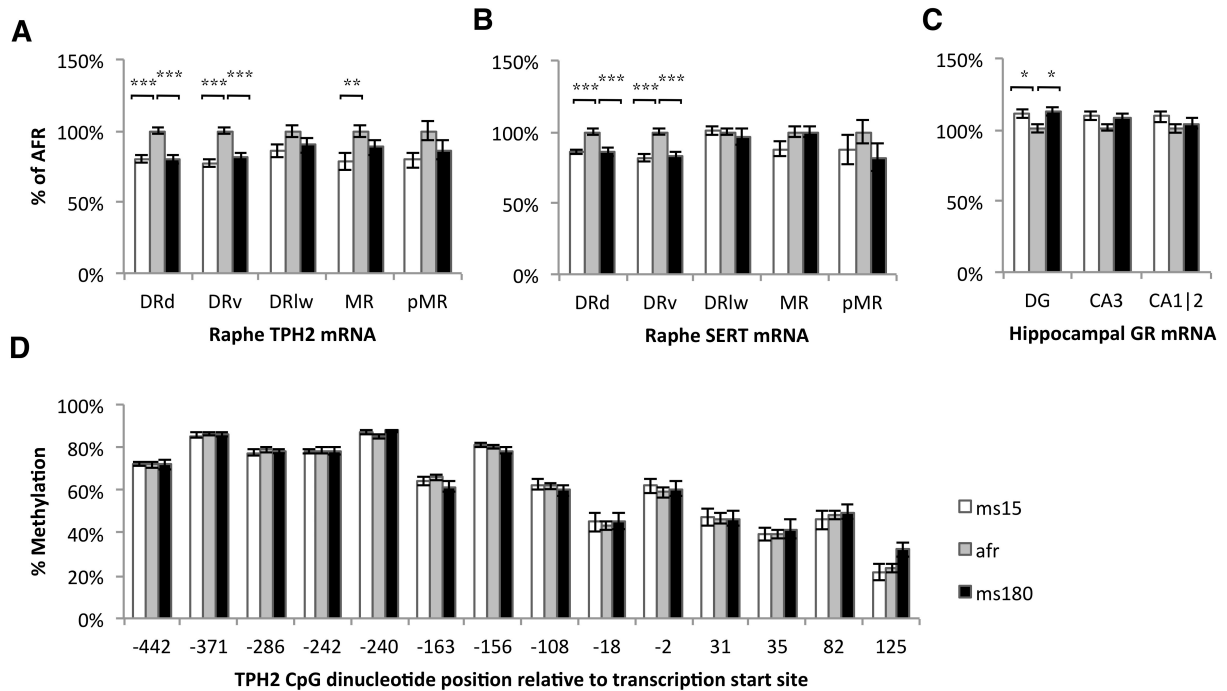 A
B
C
150%
100%
50%
0%
% of AFR
*** ***
*** ***
**
DRd DRv DRlw MR pMR
Raphe TPH2 mRNA
150%
100%
50%
0%
*** ***
*** ***
DRd DRv DRlw MR pMR
Raphe SERT mRNA
150%
100%
50%
0%
* *
DG CA3 CA1|2
Hippocampal GR mRNA
D
100%
80%
60%
40%
20%
0%
% Methylation
-442 -371 -286 -242 -240 -163 -156 -108 -18 -2 31 35 82 125
TPH2 CpG dinucleotide position relative to transcription start site
ms15
afr
ms180